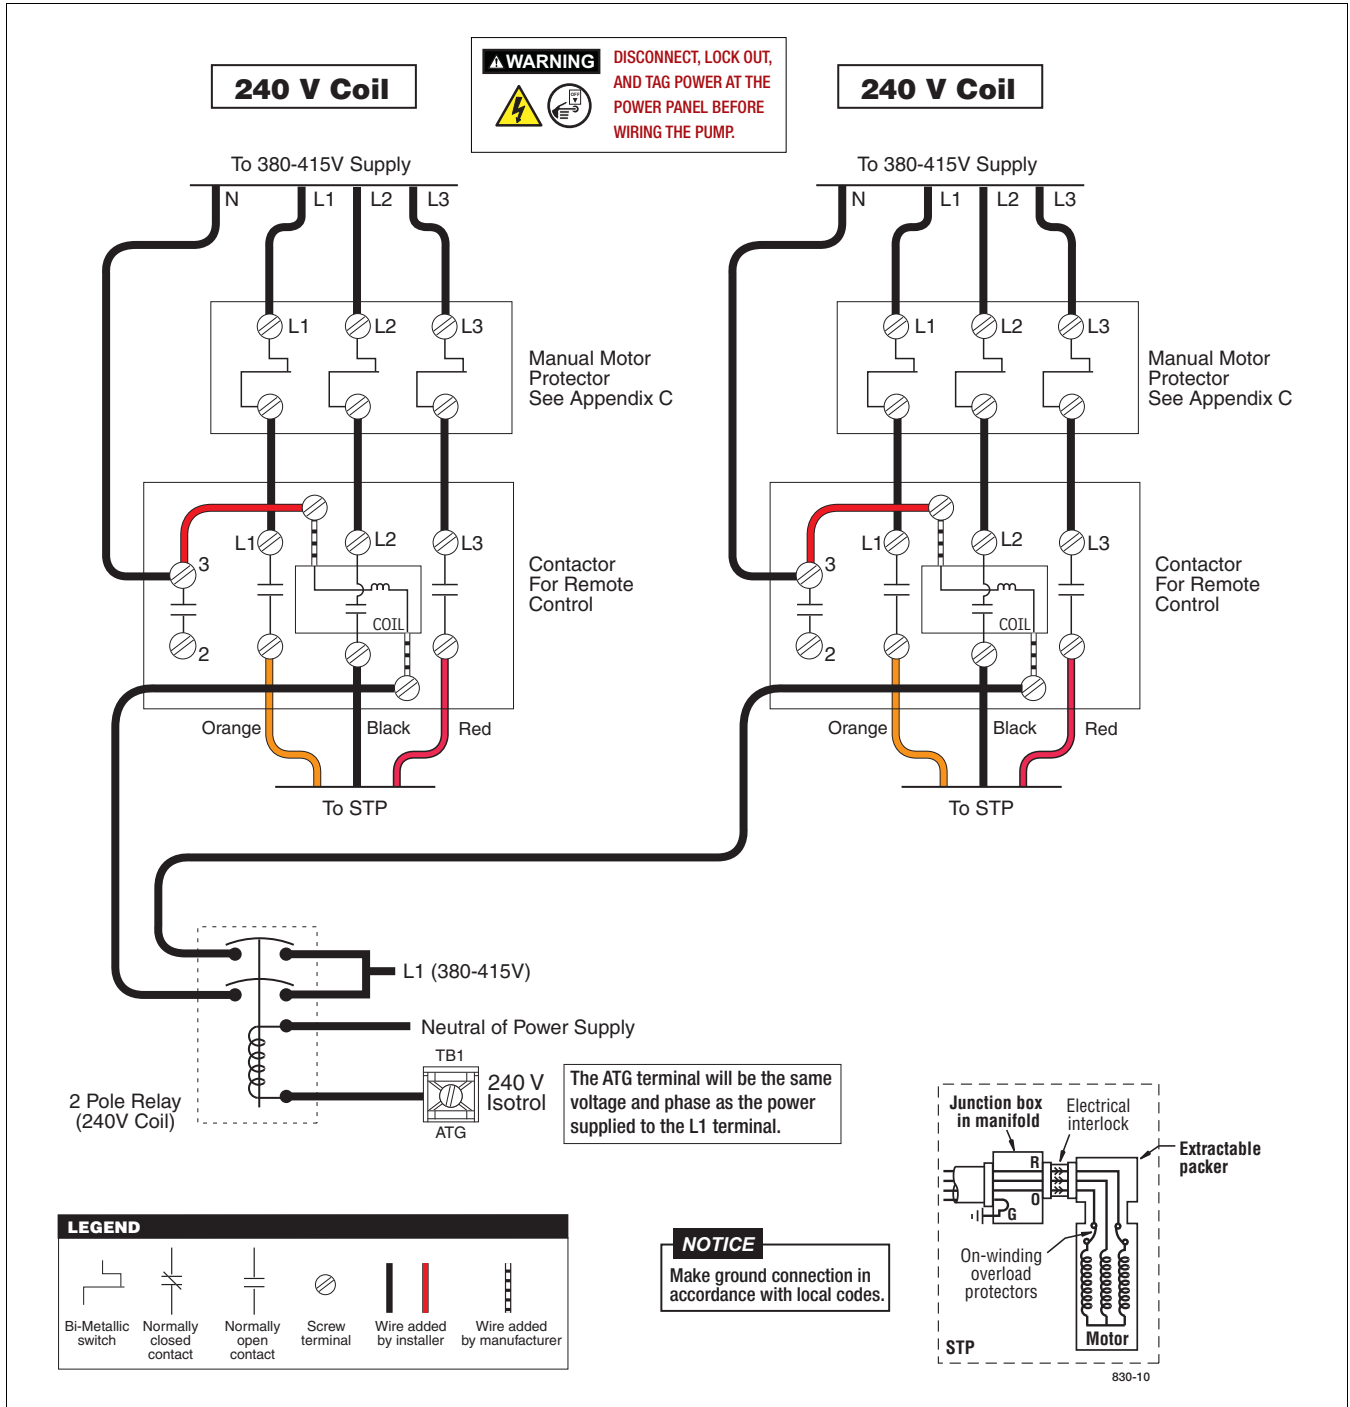 240 V Coil
WARNING
OFF
DISCONNECT, LOCK OUT,
AND TAG POWER AT THE
POWER PANEL BEFORE
WIRING THE PUMP.
240 V Coil
To 380-415V Supply
N L1 L2 L3
To 380-415V Supply
N L1 L2 L3
L1 L2 L3
Manual Motor
Protector
See Appendix C
L1 L2 L3
Manual Motor
Protector
See Appendix C
L1 L2 L3
3
COIL
2
Contactor
For Remote
Control
L1 L2 L3
3
COIL
2
Contactor
For Remote
Control
Orange Black Red
To STP
Orange Black Red
To STP
L1 (380-415V)
Neutral of Power Supply
2 Pole Relay
(240V Coil)
TB1
240 V
Isotrol
ATG
The ATG terminal will be the same
voltage and phase as the power
supplied to the L1 terminal.
Junction box
in manifold
Electrical
interlock
Extractable
packer
R
O
G
On-winding
overload
protectors
Motor
STP
830-10
LEGEND
Bi-Metallic
switch
Normally
closed
contact
Normally
open
contact
Screw
terminal
Wire added
by installer
Wire added
by manufacturer
NOTICE
Make ground connection in
accordance with local codes.